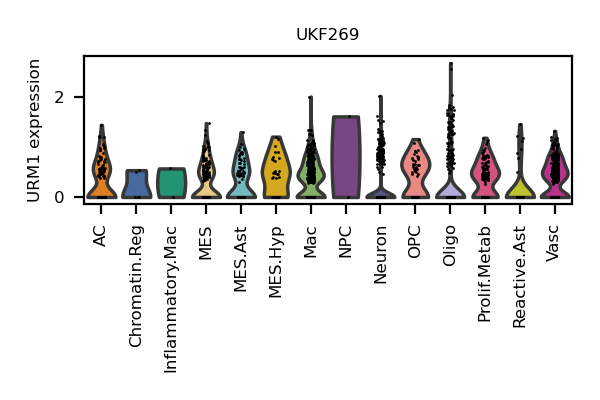 UKF269
URM1 expression
2
0
AC
Chromatin.Reg
Inflammatory.Mac
MES
MES.Ast
MES.Hyp
Mac
NPC
Neuron
OPC
Oligo
Prolif.Metab
Reactive.Ast
Vasc